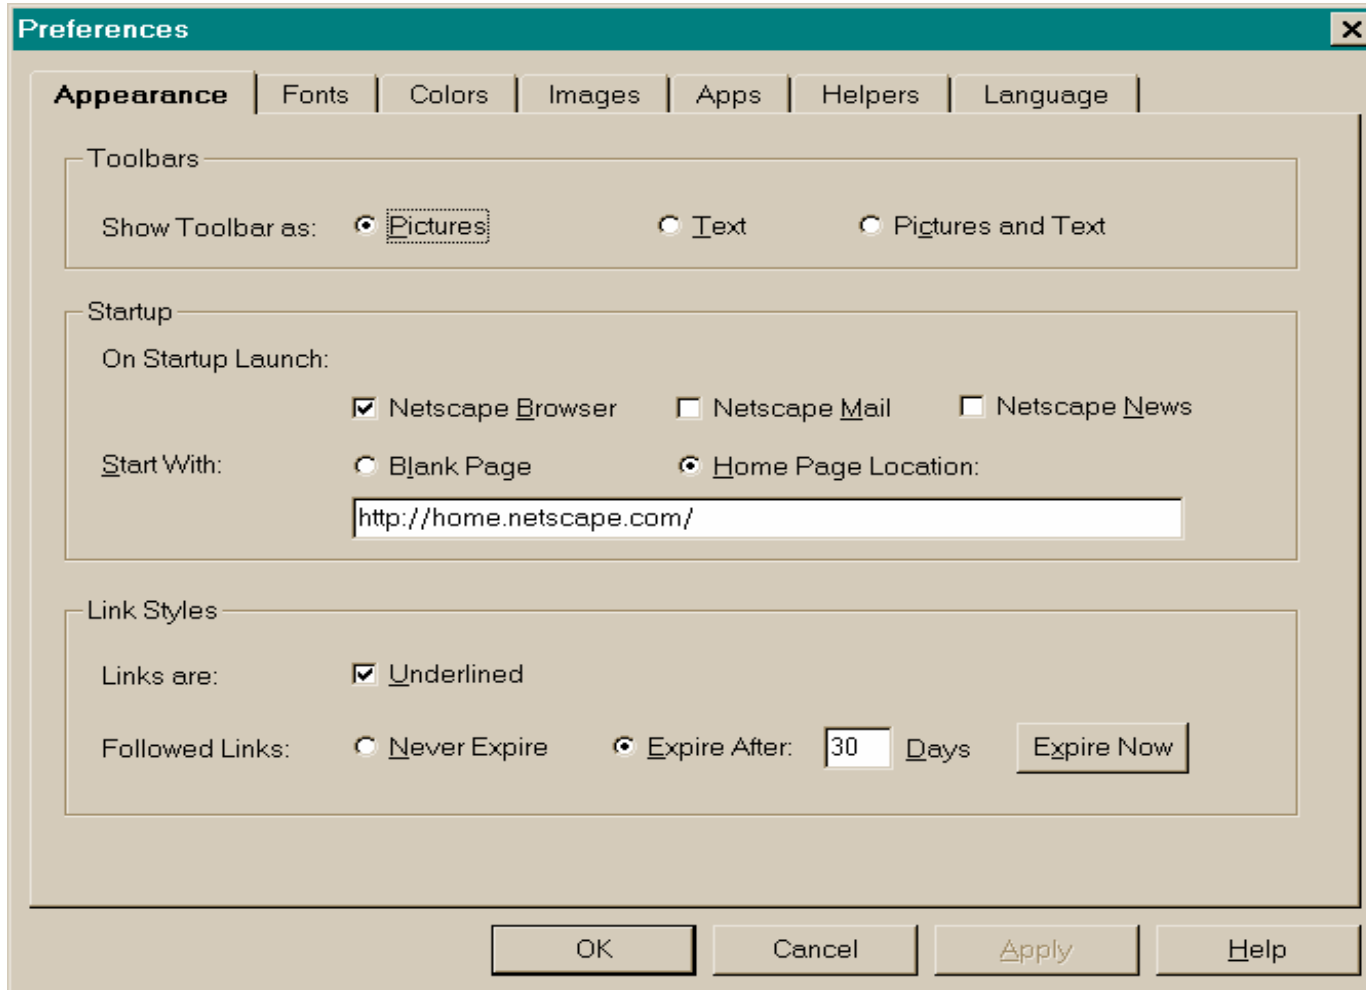 Preferences
Appearance Fonts Colors Images Apps Helpers Language
Toolbars
Show Toolbar as: Pictures Text Pictures and Text
Startup
On Startup Launch:
Netscape Browser Netscape Mail Netscape News
Start With: Blank Page Home Page Location:
http://home.netscape.com/
Link Styles
Links are: Underlined
Followed Links: Never Expire Expire After: 30 Days Expire Now
OK Cancel Apply Help